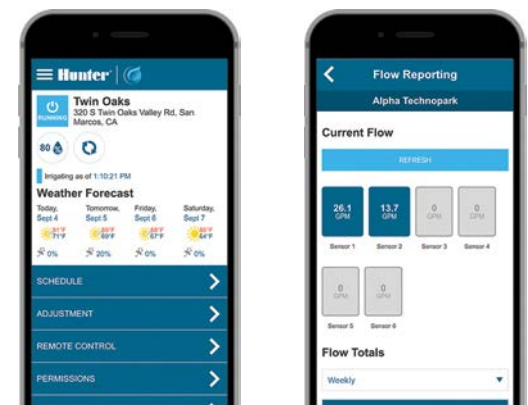 Hunter
Twin Oaks
320 S Twin Oaks Valley Rd, San
Marcos, CA
RUNNING
80
Irrigating as of 1:10:21 PM
Weather Forecast
Today, Tomorrow, Friday, Saturday,
Sept 4 Sept 5 Sept 6 Sept 7
0% 20% 0% 0%
SCHEDULE
ADJUSTMENT
REMOTE CONTROL
PERMISSIONS
Flow Reporting
Alpha Technopark
Current Flow
REFRESH
26.1 13.7 0 0
GPM GPM GPM GPM
Sensor 1 Sensor 2 Sensor 3 Sensor 4
0 0
GPM GPM
Sensor 5 Sensor 6
Flow Totals
Weekly